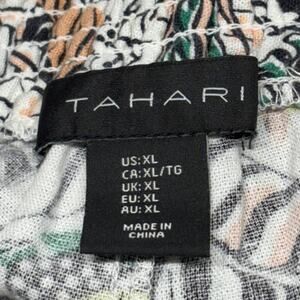 TAHARI
US: XL
CA: XL/TG
UK: XL
EU: XL
AU: XL
MADE IN
CHINA